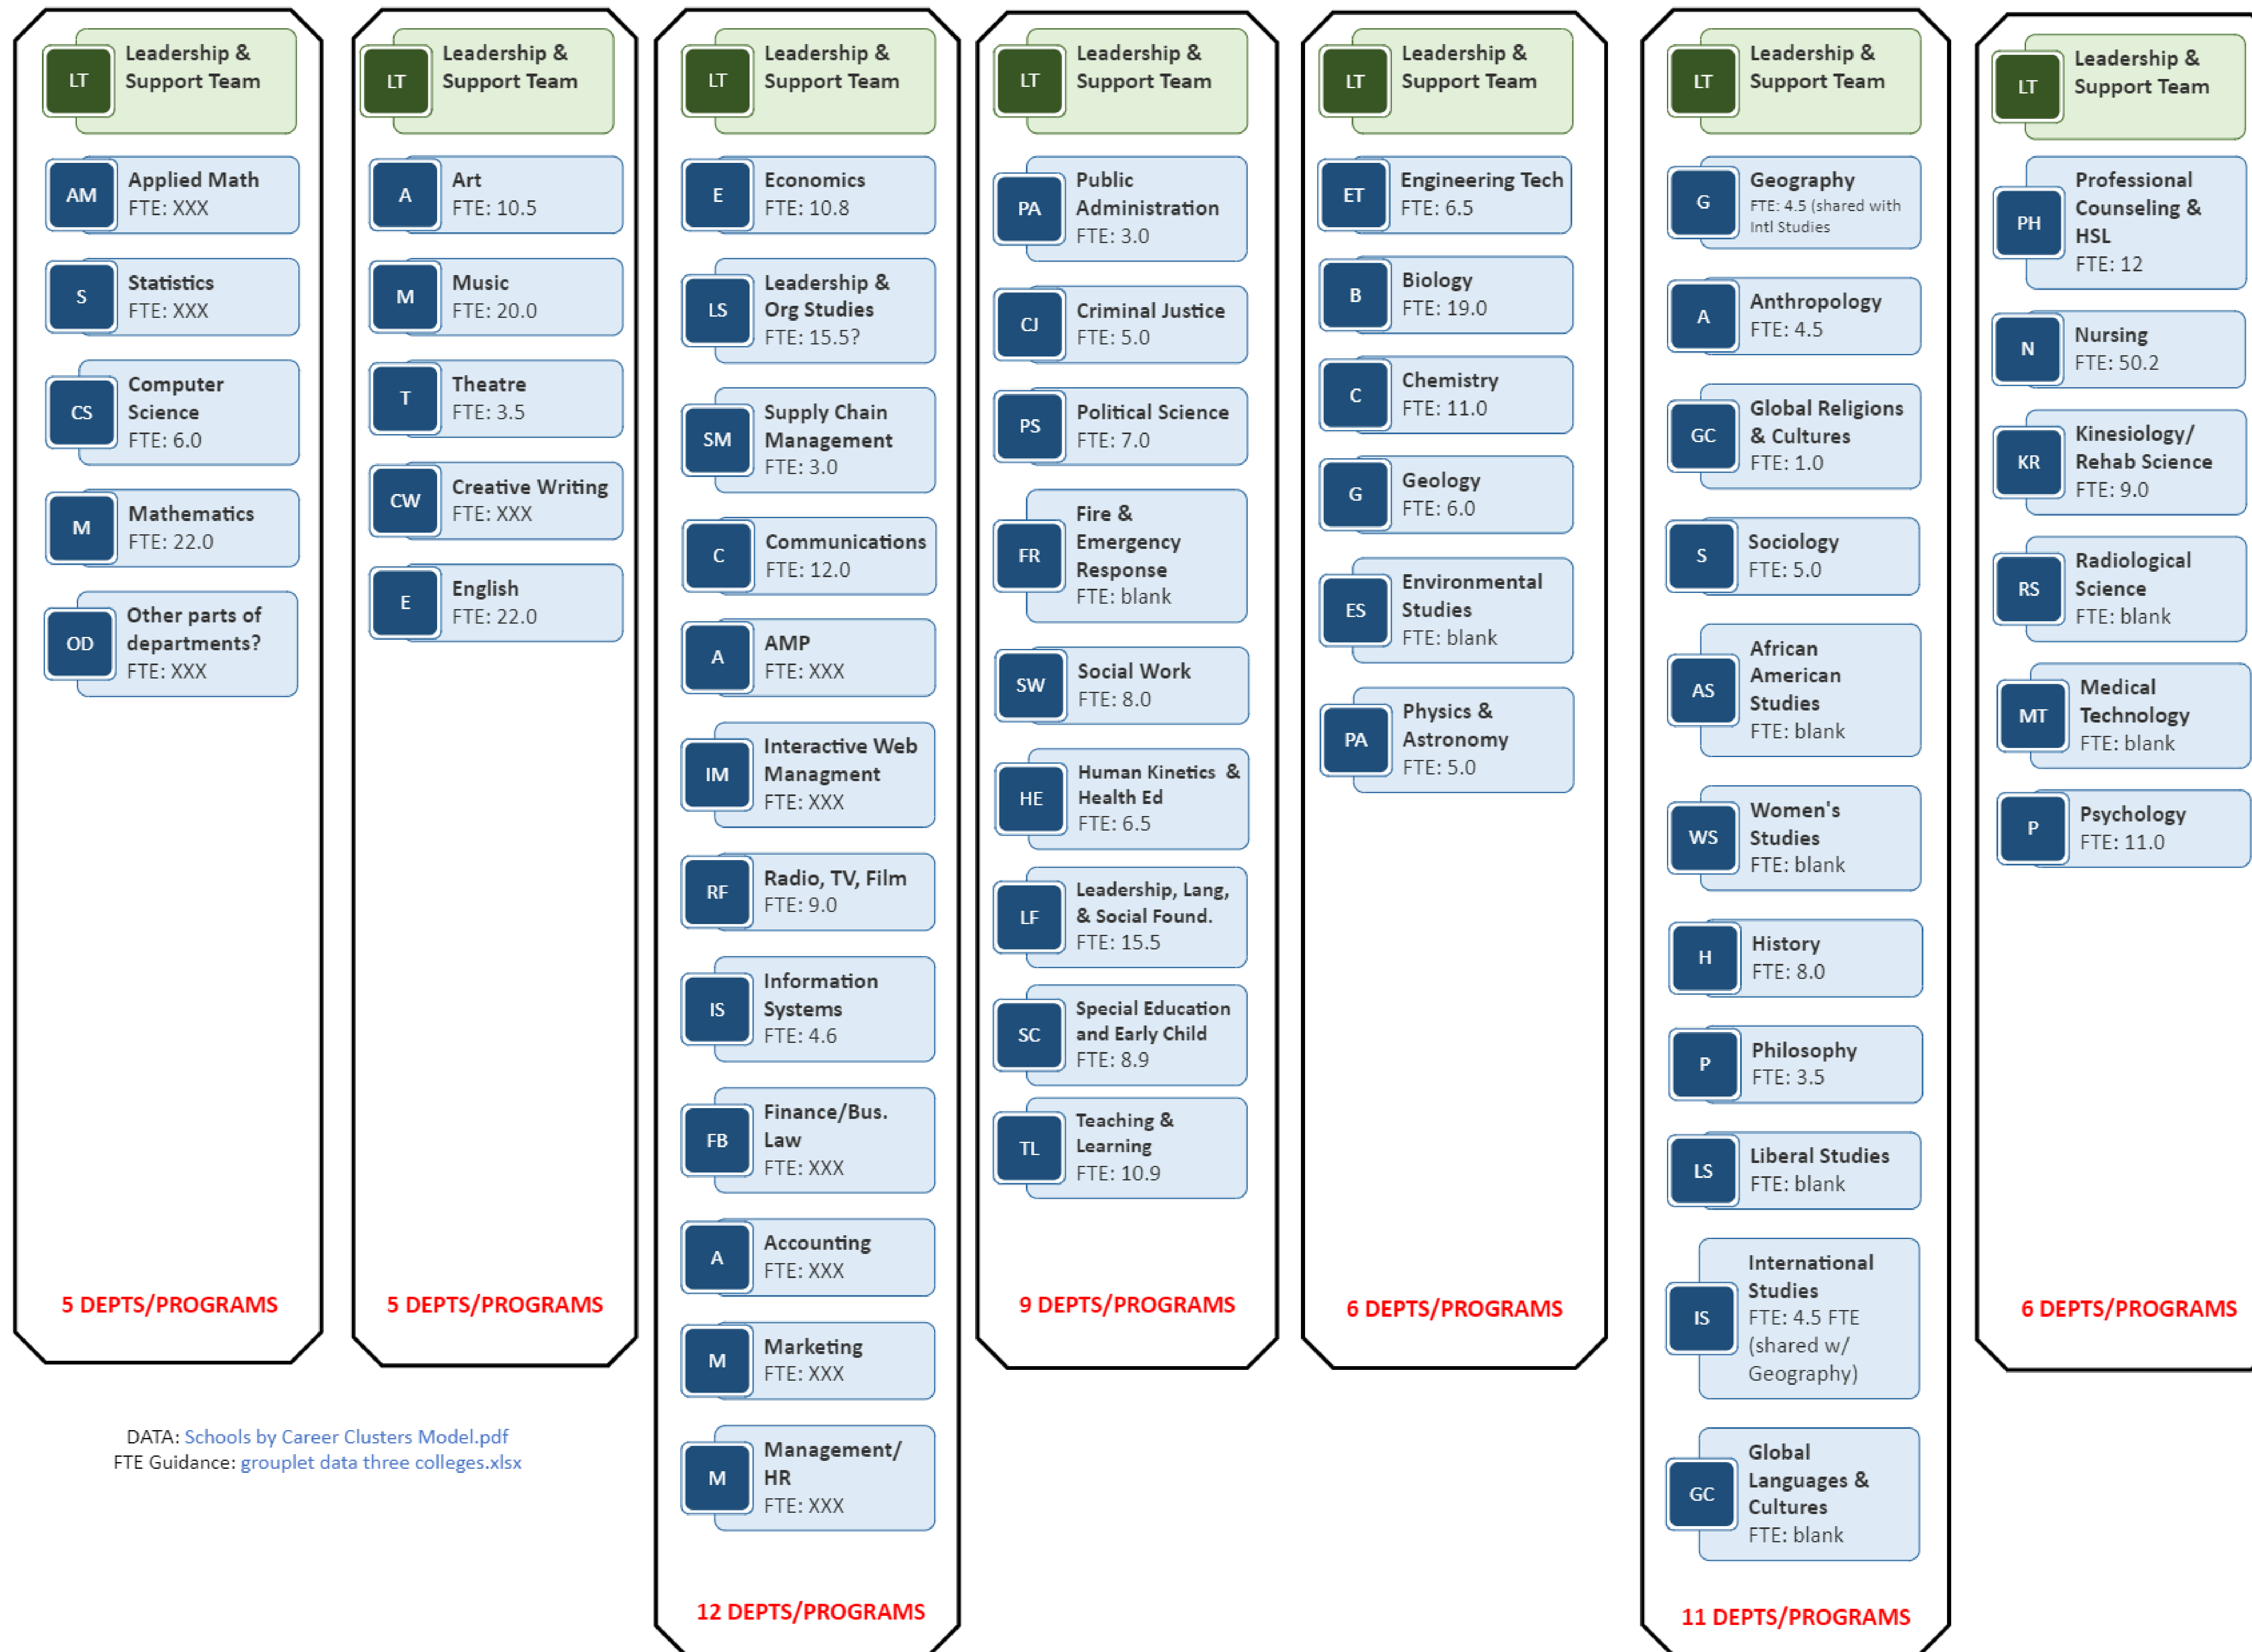 LT
Leadership &
Support Team
AM
Applied Math
FTE: XXX
S
Statistics
FTE: XXX
CS
Computer
Science
FTE: 6.0
M
Mathematics
FTE: 22.0
OD
Other parts of
departments?
FTE: XXX
5 DEPTS/PROGRAMS
LT
Leadership &
Support Team
A
Art
FTE: 10.5
M
Music
FTE: 20.0
T
Theatre
FTE: 3.5
CW
Creative Writing
FTE: XXX
E
English
FTE: 22.0
5 DEPTS/PROGRAMS
LT
Leadership &
Support Team
E
Economics
FTE: 10.8
LS
Leadership &
Org Studies
FTE: 15.5?
SM
Supply Chain
Management
FTE: 3.0
C
Communications
FTE: 12.0
A
AMP
FTE: XXX
IM
Interactive Web
Managment
FTE: XXX
RF
Radio, TV, Film
FTE: 9.0
IS
Information
Systems
FTE: 4.6
FB
Finance/Bus.
Law
FTE: XXX
A
Accounting
FTE: XXX
M
Marketing
FTE: XXX
M
Management/
HR
FTE: XXX
12 DEPTS/PROGRAMS
LT
Leadership &
Support Team
PA
Public
Administration
FTE: 3.0
CJ
Criminal Justice
FTE: 5.0
PS
Political Science
FTE: 7.0
FR
Fire &
Emergency
Response
FTE: blank
SW
Social Work
FTE: 8.0
HE
Human Kinetics &
Health Ed
FTE: 6.5
LF
Leadership, Lang,
& Social Found.
FTE: 15.5
SC
Special Education
and Early Child
FTE: 8.9
TL
Teaching &
Learning
FTE: 10.9
9 DEPTS/PROGRAMS
LT
Leadership &
Support Team
ET
Engineering Tech
FTE: 6.5
B
Biology
FTE: 19.0
C
Chemistry
FTE: 11.0
G
Geology
FTE: 6.0
ES
Environmental
Studies
FTE: blank
PA
Physics &
Astronomy
FTE: 5.0
6 DEPTS/PROGRAMS
LT
Leadership &
Support Team
G
Geography
FTE: 4.5 (shared with
Intl Studies
A
Anthropology
FTE: 4.5
GC
Global Religions
& Cultures
FTE: 1.0
S
Sociology
FTE: 5.0
AS
African
American
Studies
FTE: blank
WS
Women's
Studies
FTE: blank
H
History
FTE: 8.0
P
Philosophy
FTE: 3.5
LS
Liberal Studies
FTE: blank
IS
International
Studies
FTE: 4.5 FTE
(shared w/
Geography)
GC
Global
Languages &
Cultures
FTE: blank
11 DEPTS/PROGRAMS
LT
Leadership &
Support Team
PH
Professional
Counseling &
HSL
FTE: 12
N
Nursing
FTE: 50.2
KR
Kinesiology/
Rehab Science
FTE: 9.0
RS
Radiological
Science
FTE: blank
MT
Medical
Technology
FTE: blank
P
Psychology
FTE: 11.0
6 DEPTS/PROGRAMS
DATA: Schools by Career Clusters Model.pdf
FTE Guidance: grouplet data three colleges.xlsx